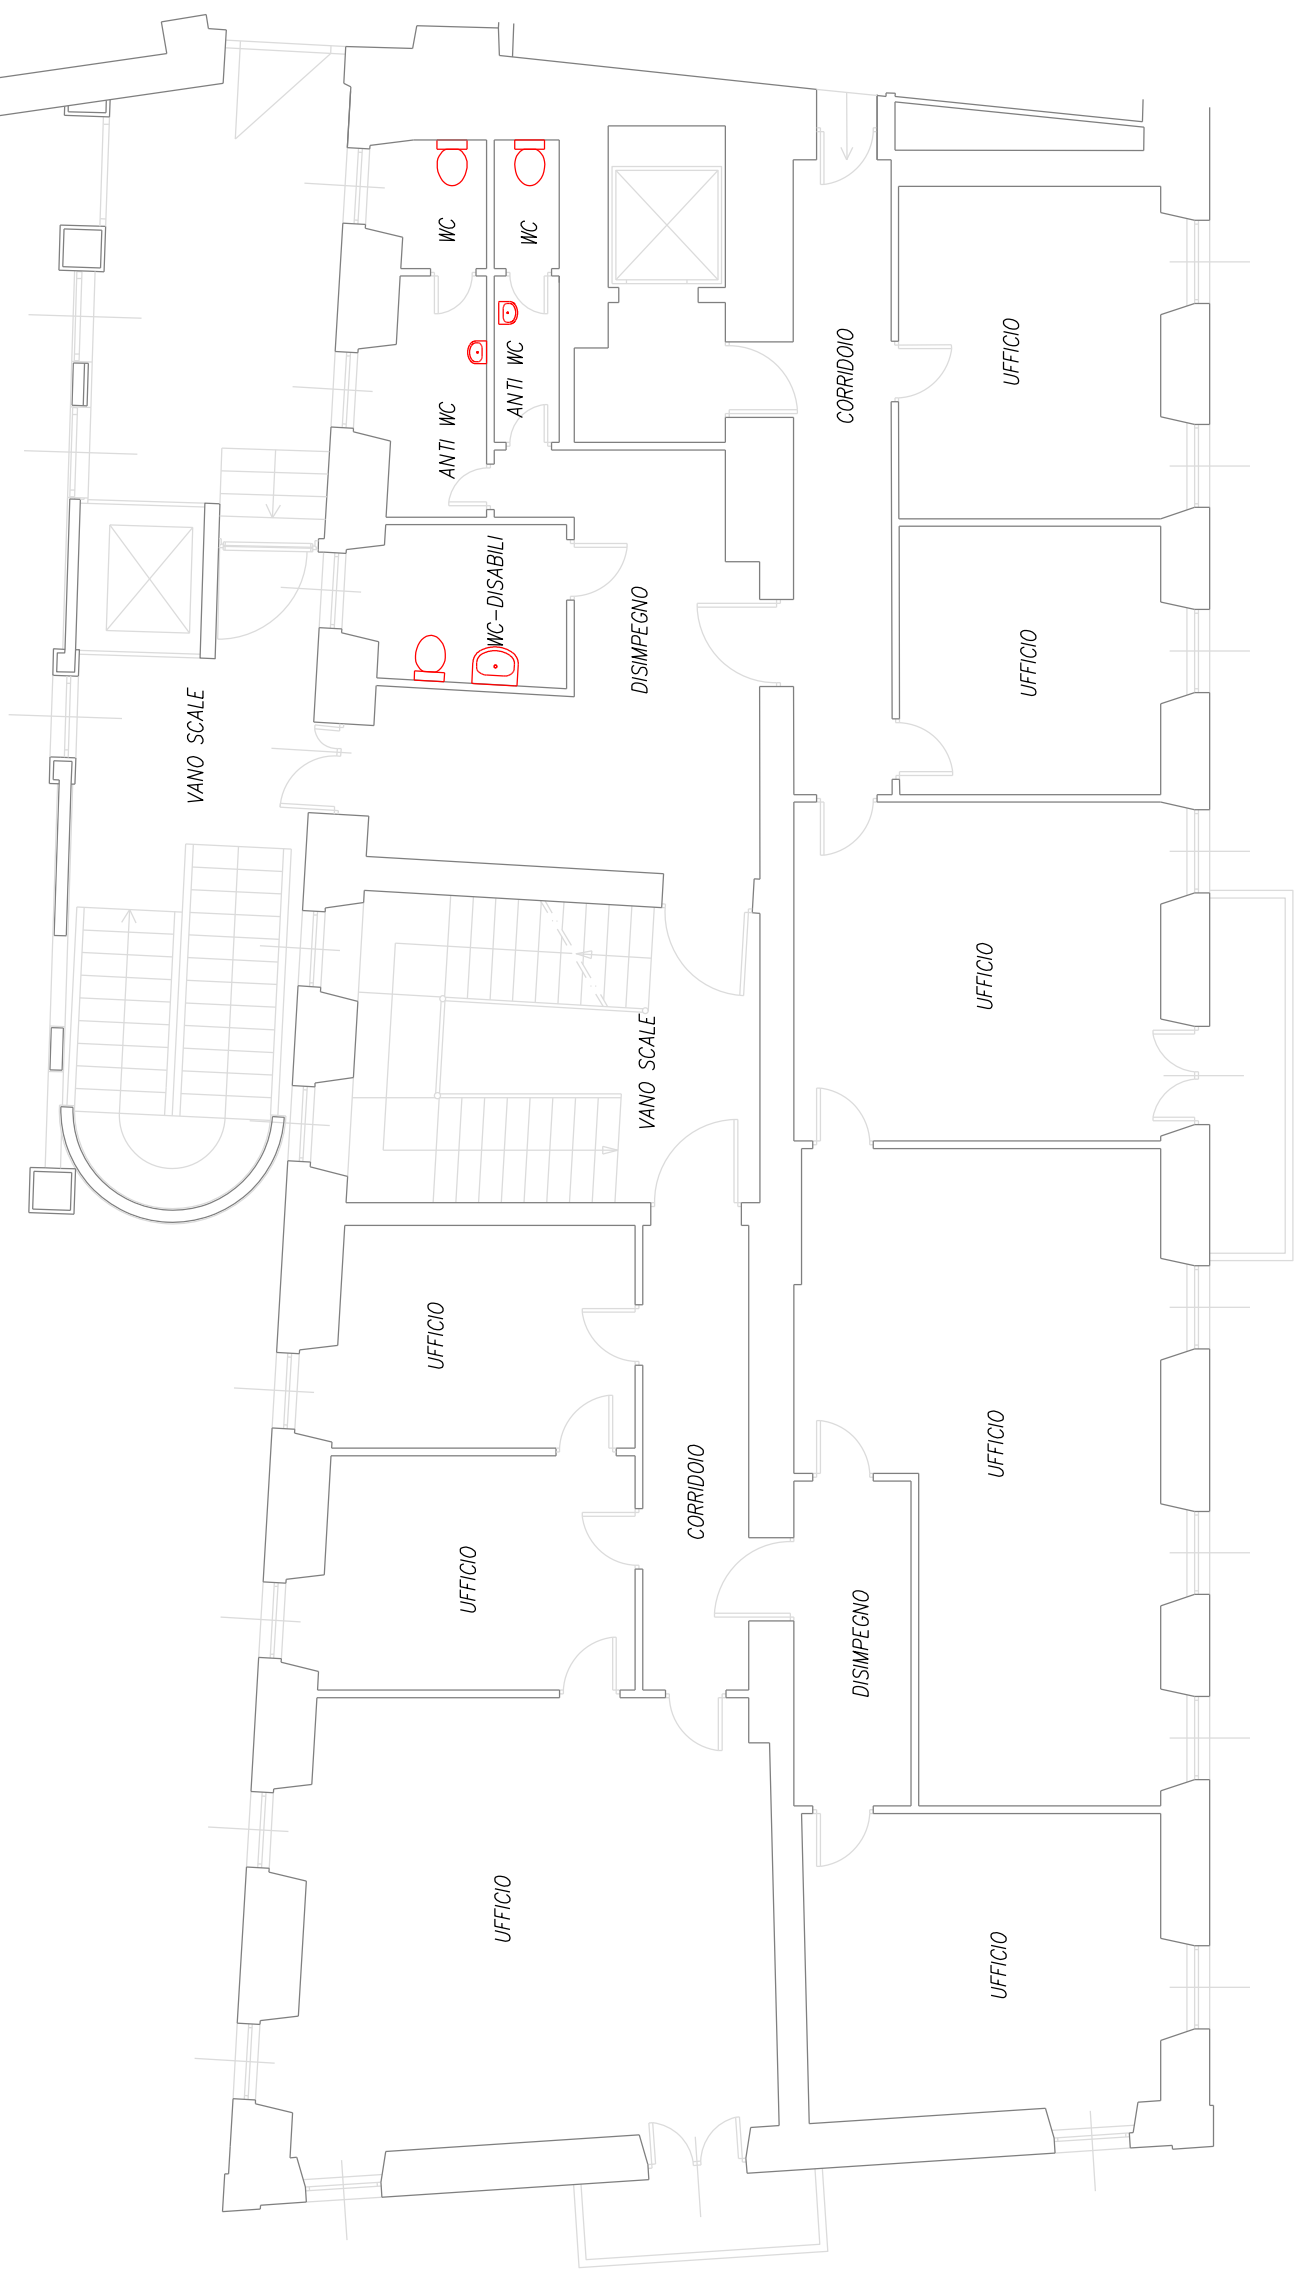 WC
WC
ANTI WC
ANTI WC
CORRIDOIO
UFFICIO
WC-DISABILI
DISIMPEGNO
UFFICIO
VANO SCALE
UFFICIO
VANO SCALE
UFFICIO
UFFICIO
CORRIDOIO
UFFICIO
DISIMPEGNO
UFFICIO
UFFICIO